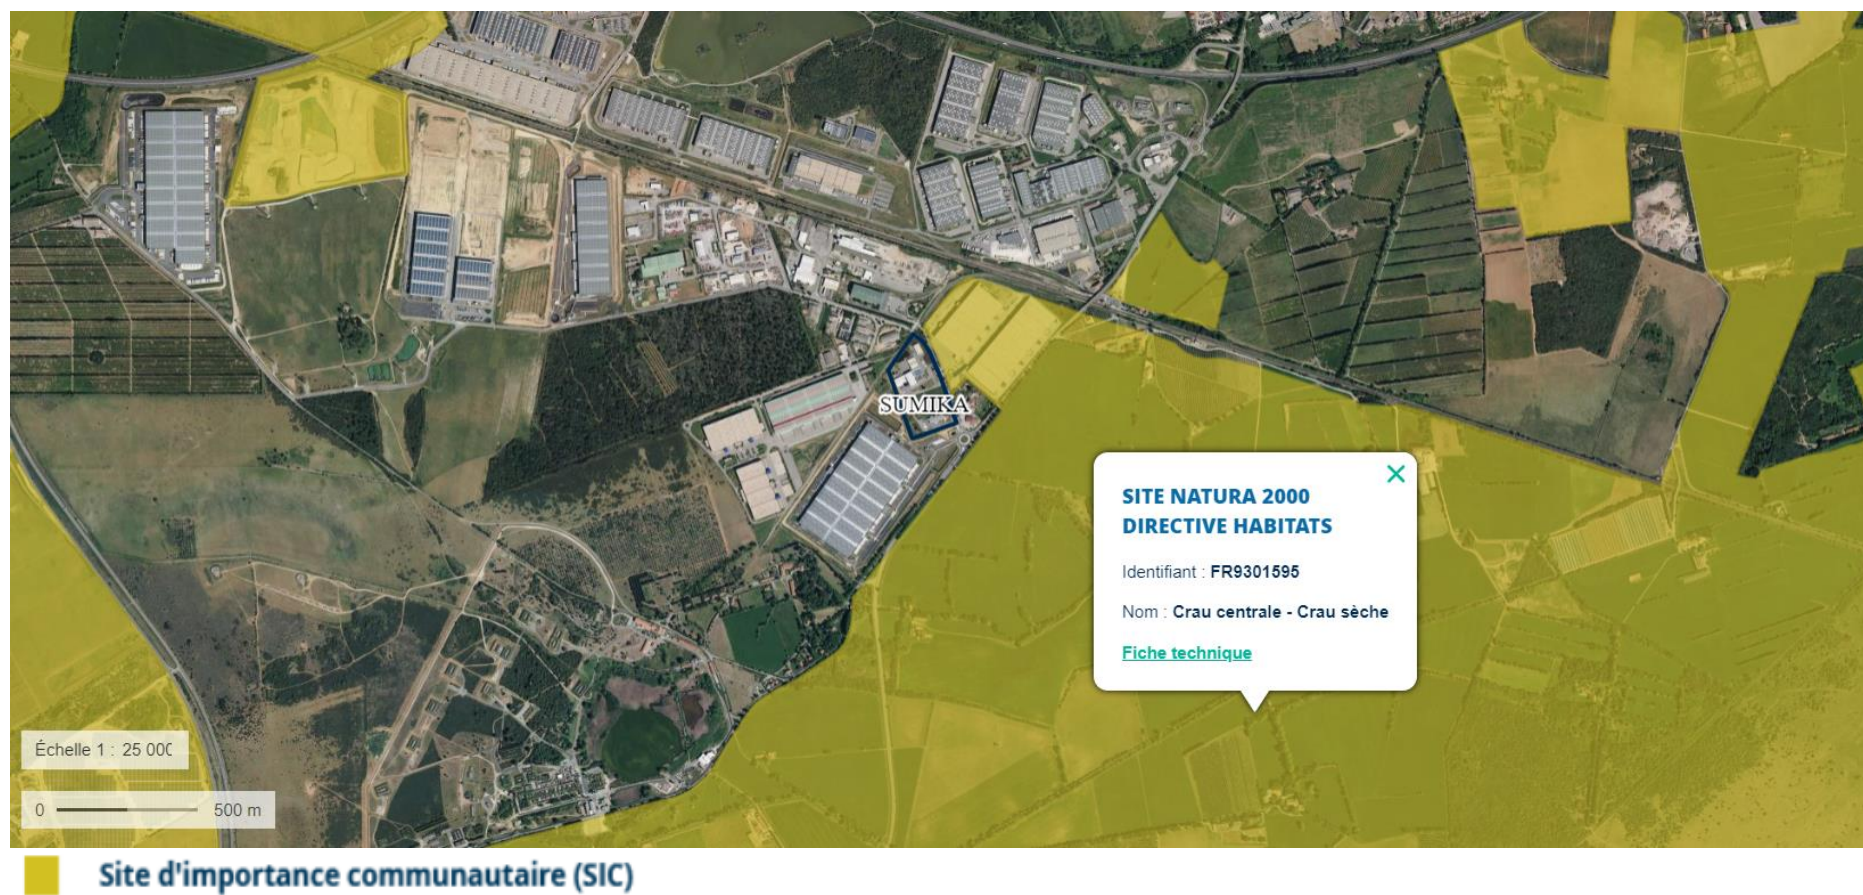 SUMIKA
SITE NATURA 2000
DIRECTIVE HABITATS
Identifiant : FR9301595
Nom : Crau centrale - Crau sèche
Fiche technique
Échelle 1 : 25 000
0 500 m
Site d'importance communautaire (SIC)